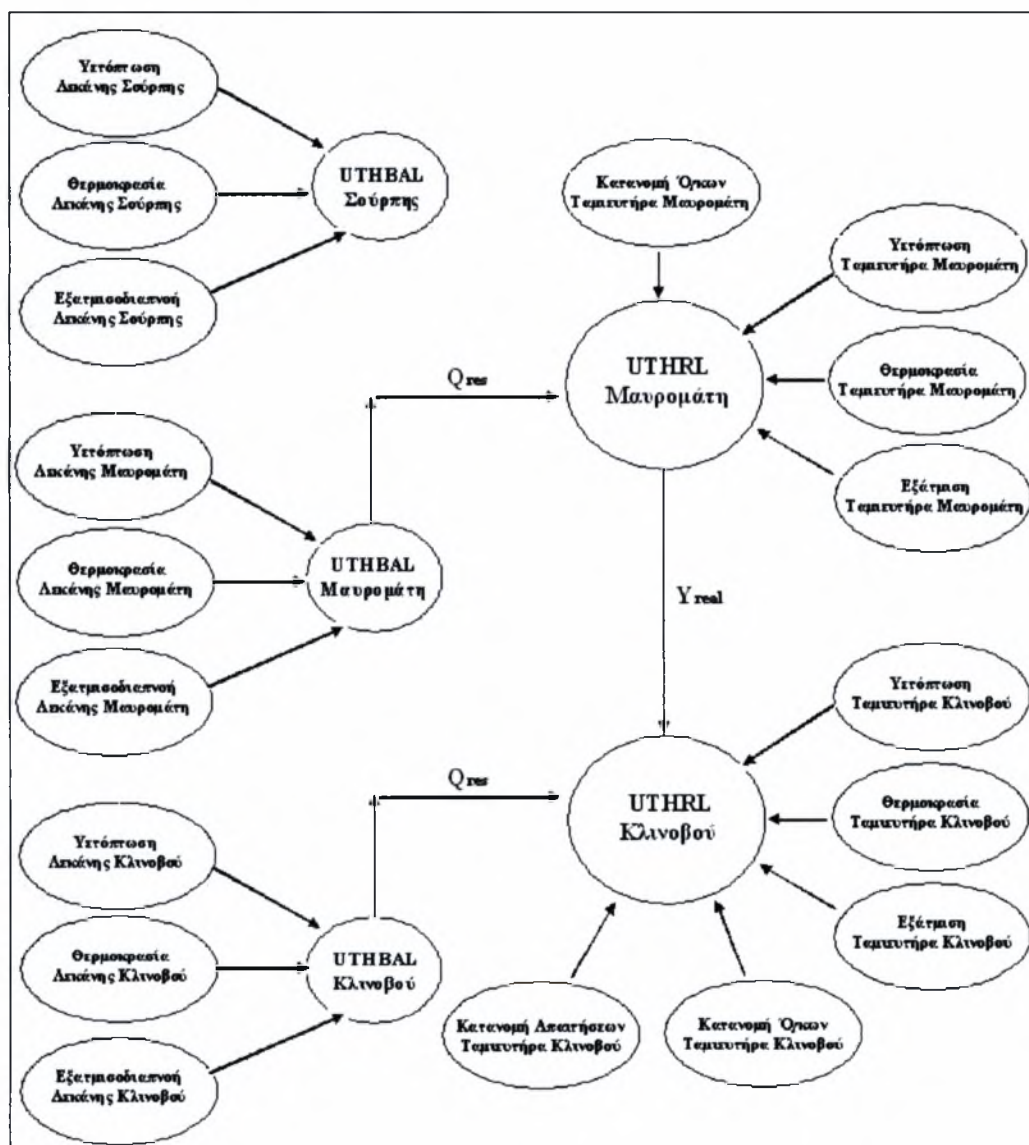 Υετόπτωση
Λεκάνης Σούρπης
Θερμοκρασία
Λεκάνης Σούρπης
Εξατμισοδιαπνοή
Λεκάνης Σούρπης
UTHBAL
Σούρπης
Κατανομή Όγκων
Ταμιευτήρα Μαυρομάτη
Υετόπτωση
Ταμιευτήρα Μαυρομάτη
UTHRL
Μαυρομάτη
Θερμοκρασία
Ταμιευτήρα Μαυρομάτη
Εξάτμιση
Ταμιευτήρα Μαυρομάτη
Qres
Υετόπτωση
Λεκάνης Μαυρομάτη
Θερμοκρασία
Λεκάνης Μαυρομάτη
Εξατμισοδιαπνοή
Λεκάνης Μαυρομάτη
UTHBAL
Μαυρομάτη
Yreal
Qres
Υετόπτωση
Ταμιευτήρα Κλινοβού
UTHRL
Κλινοβού
Θερμοκρασία
Ταμιευτήρα Κλινοβού
Εξάτμιση
Ταμιευτήρα Κλινοβού
Υετόπτωση
Λεκάνης Κλινοβού
Θερμοκρασία
Λεκάνης Κλινοβού
Εξατμισοδιαπνοή
Λεκάνης Κλινοβού
UTHBAL
Κλινοβού
Κατανομή Απαιτήσεων
Ταμιευτήρα Κλινοβού
Κατανομή Όγκων
Ταμιευτήρα Κλινοβού